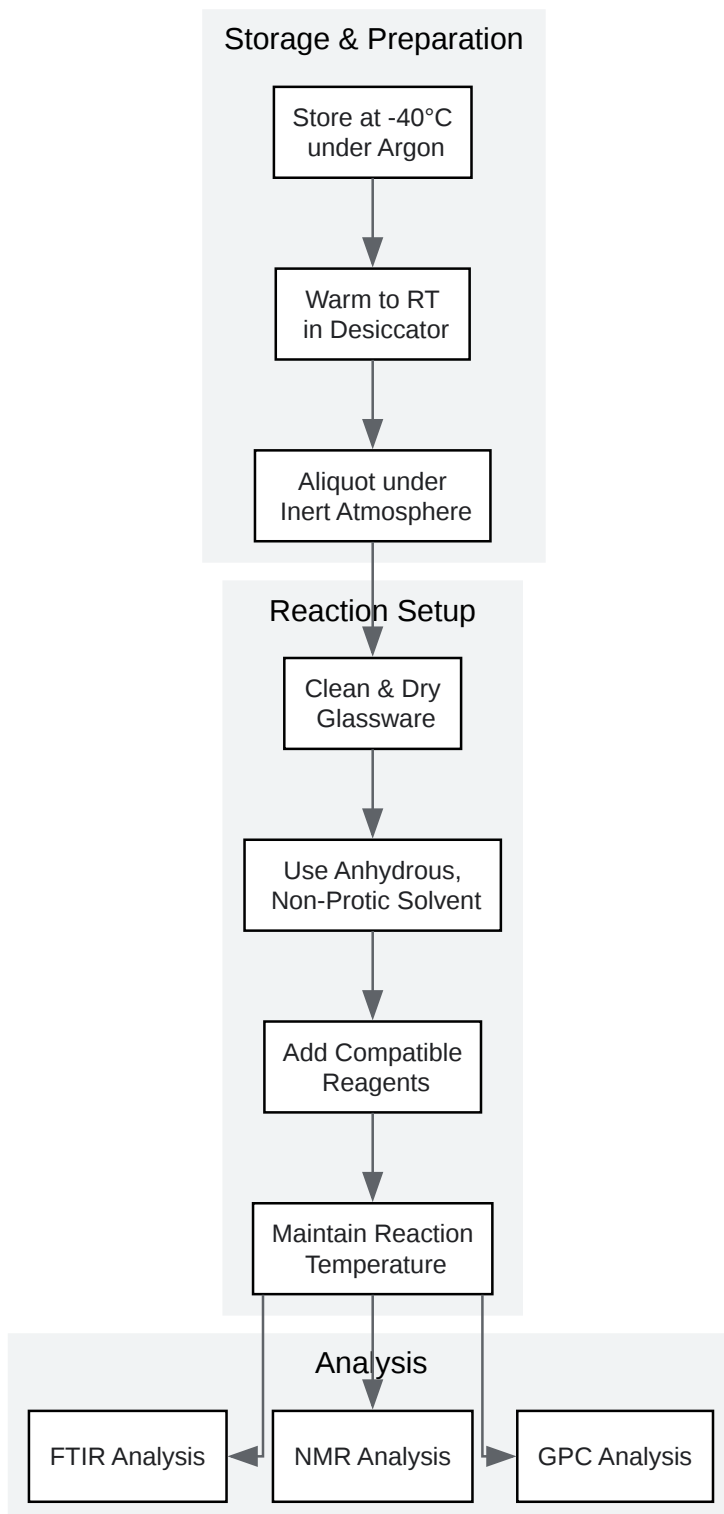 Storage & Preparation
Store at -40°C
under Argon
Warm to RT
in Desiccator
Aliquot under
Inert Atmosphere
Reaction Setup
Clean & Dry
Glassware
Use Anhydrous,
Non-Protic Solvent
Add Compatible
Reagents
Maintain Reaction
Temperature
Analysis
FTIR Analysis
NMR Analysis
GPC Analysis